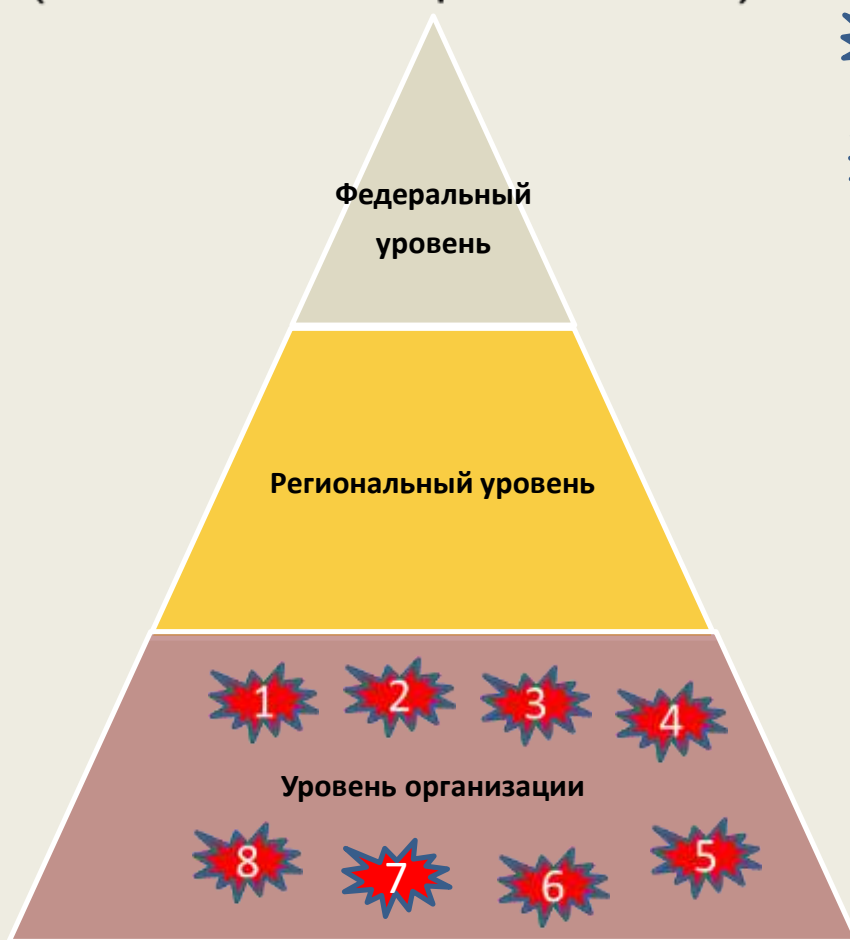 Федеральный
уровень
Региональный уровень
1 2 3 4
Уровень организации
8 7 6 5